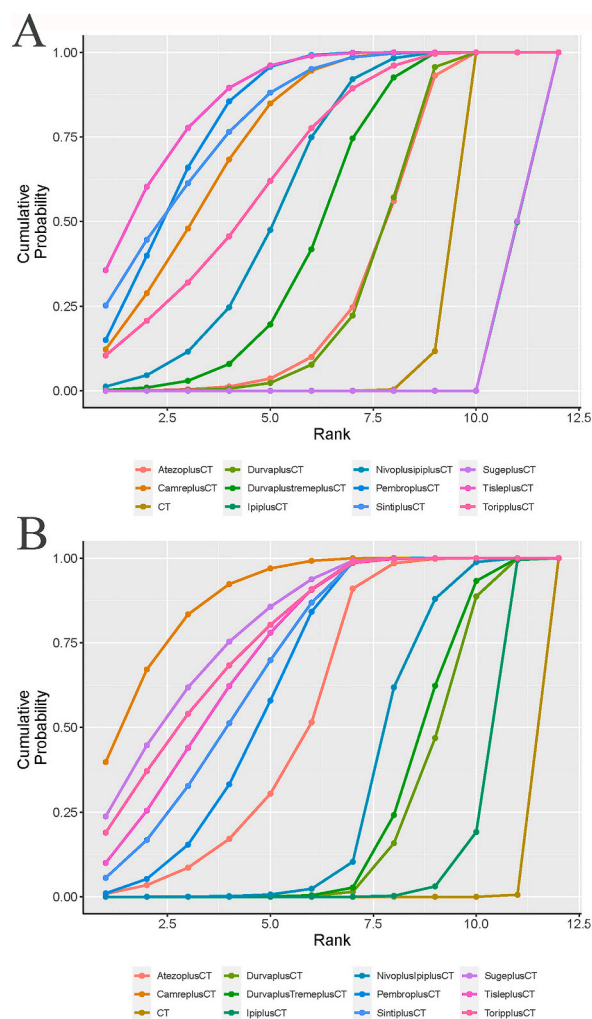 A
1.00
0.75
0.50
0.25
0.00
Cumulative
Probability
2.5 5.0 7.5 10.0 12.5
Rank
AtezoplusCT DurvaplusCT NivoplusipiplusCT SugeplusCT
CamreplusCT DurvaplustremeplusCT PembroplusCT TisleplusCT
CT IpiplusCT SintiplusCT ToripplusCT
B
1.00
0.75
0.50
0.25
0.00
Cumulative
Probability
2.5 5.0 7.5 10.0 12.5
Rank
AtezoplusCT DurvaplusCT NivoplusIpiplusCT SugeplusCT
CamreplusCT DurvaplusTremeplusCT PembroplusCT TisleplusCT
CT IpiplusCT SintiplusCT ToripplusCT